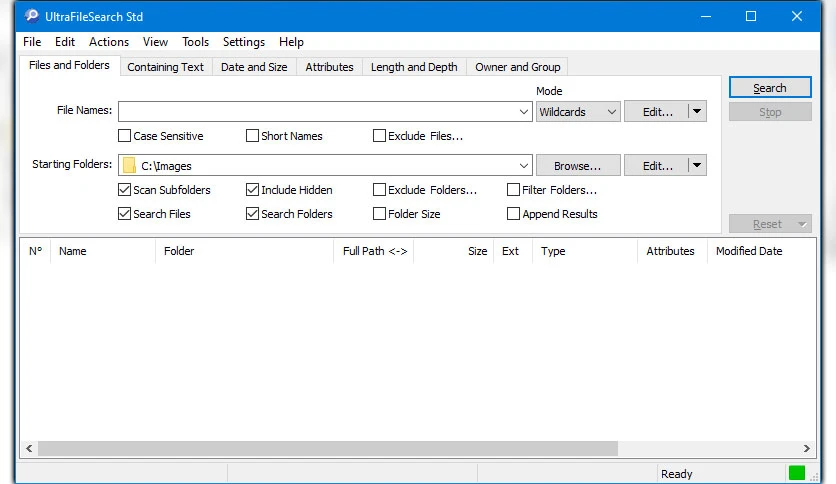 UltraFileSearch Std
File Edit Actions View Tools Settings Help
Files and Folders Containing Text Date and Size Attributes Length and Depth Owner and Group
Mode
File Names: Wildcards Edit... Search
Stop
Case Sensitive Short Names Exclude Files...
Starting Folders: C:\Images Browse... Edit...
Scan Subfolders Include Hidden Exclude Folders... Filter Folders...
Search Files Search Folders Folder Size Append Results
Reset
Nº Name Folder Full Path <-> Size Ext Type Attributes Modified Date
Ready